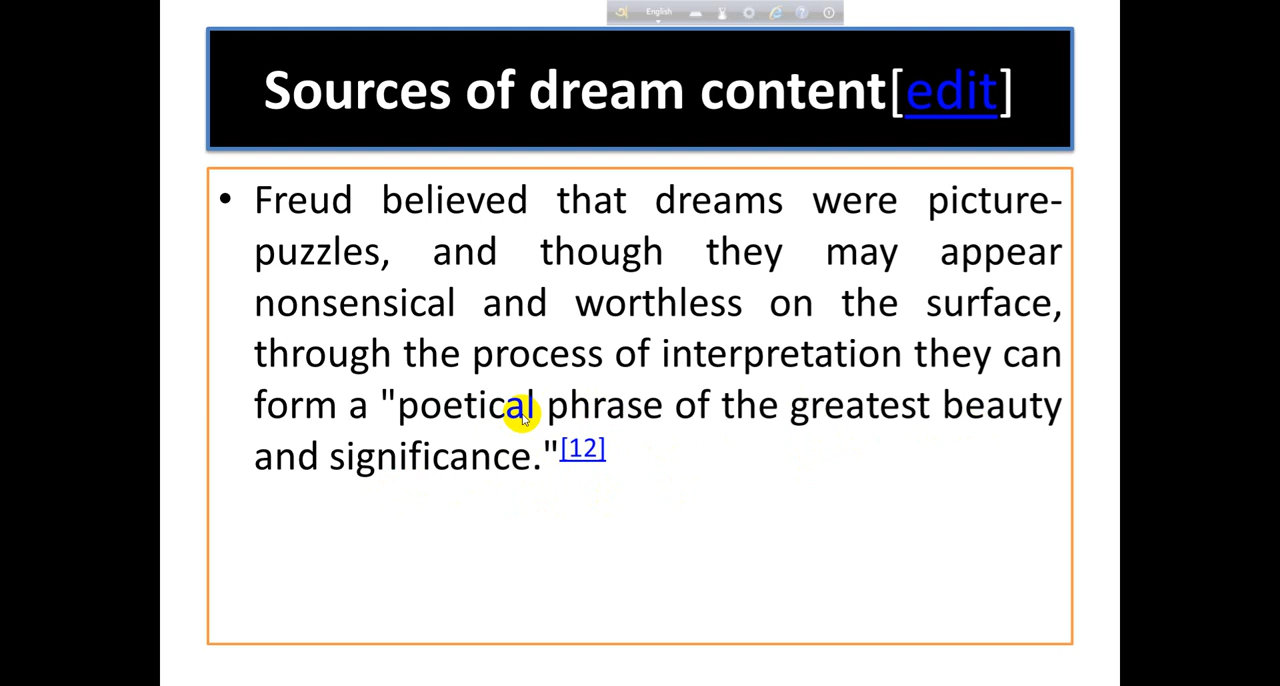 English
Sources of dream content[edit]
• Freud believed that dreams were picture-
puzzles, and though they may appear
nonsensical and worthless on the surface,
through the process of interpretation they can
form a "poetical phrase of the greatest beauty
and significance."[12]